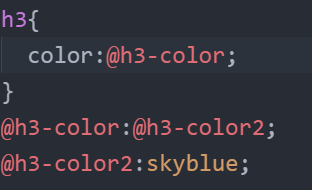 h3{
color:@h3-color;
}
@h3-color:@h3-color2;
@h3-color2:skyblue;